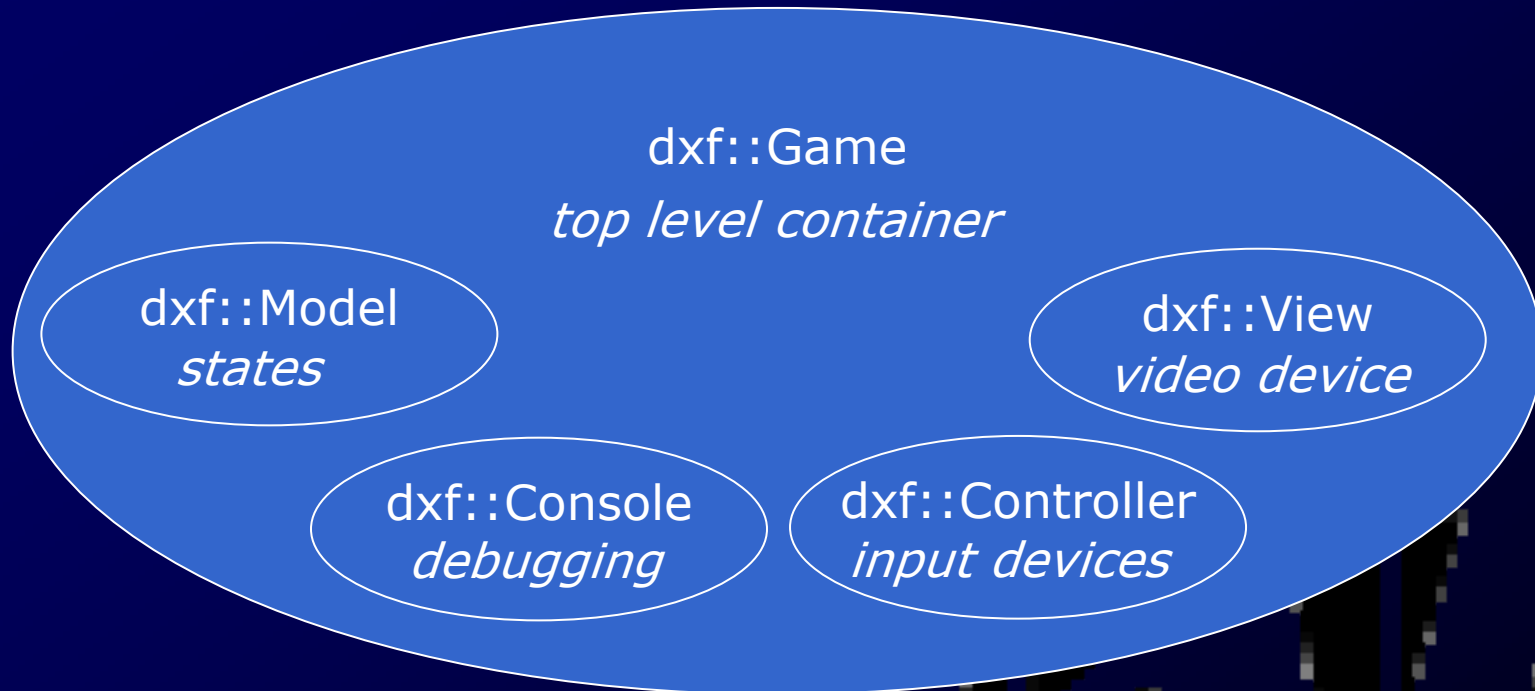 dxf::Game
top level container
dxf::Model
states
dxf::View
video device
dxf::Console
debugging
dxf::Controller
input devices